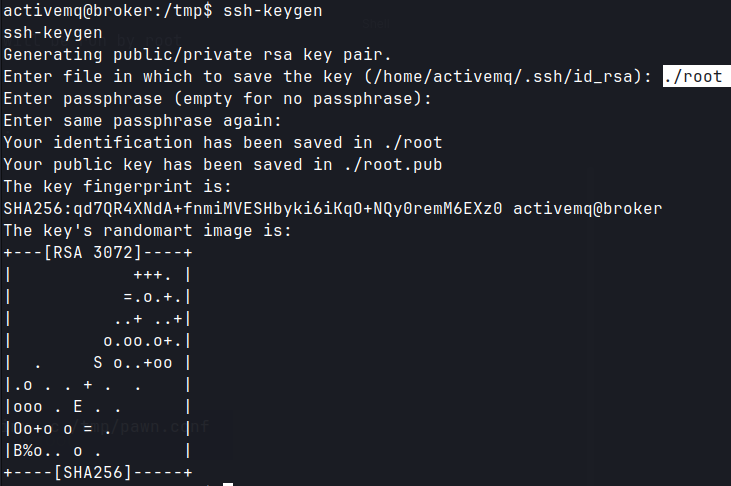 activemq@broker:/tmp$ ssh-keygen
ssh-keygen
Generating public/private rsa key pair.
Enter file in which to save the key (/home/activemq/.ssh/id_rsa): ./root
Enter passphrase (empty for no passphrase):
Enter same passphrase again:
Your identification has been saved in ./root
Your public key has been saved in ./root.pub
The key fingerprint is:
SHA256:qd7QR4XNdA+fnmiMVESHbyki6iKqO+NQy0remM6EXz0 activemq@broker
The key's randomart image is:
+---[RSA 3072]----+
|            +++. |
|           =.o.+.|
|          ..+ ..+|
|         o.oo.o+.|
|  .     S o..+oo |
|.o . . + .  .    |
|ooo . E . .      |
|Oo+o o = .       |
|B%o.. o .        |
+----[SHA256]-----+